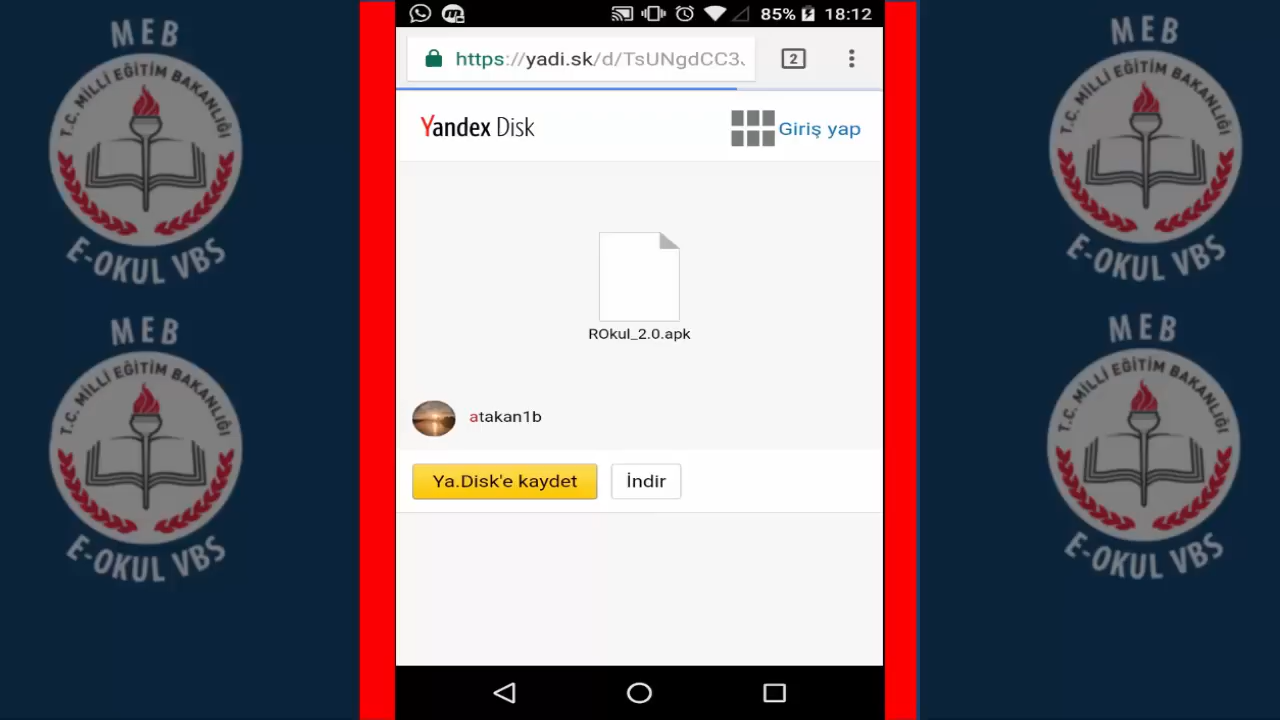 85% 18:12
https://yadi.sk/d/TsUNgdCC3
2
Yandex Disk
Giriş yap
ROkul_2.0.apk
atakan1b
Ya.Disk'e kaydet
İndir
MEB
T.C. MİLLİ EĞİTİM BAKANLIĞI
E-OKUL VBS
MEB
T.C. MİLLİ EĞİTİM BAKANLIĞI
E-OKUL VBS
MEB
T.C. MİLLİ EĞİTİM BAKANLIĞI
E-OKUL VBS
MEB
T.C. MİLLİ EĞİTİM BAKANLIĞI
E-OKUL VBS